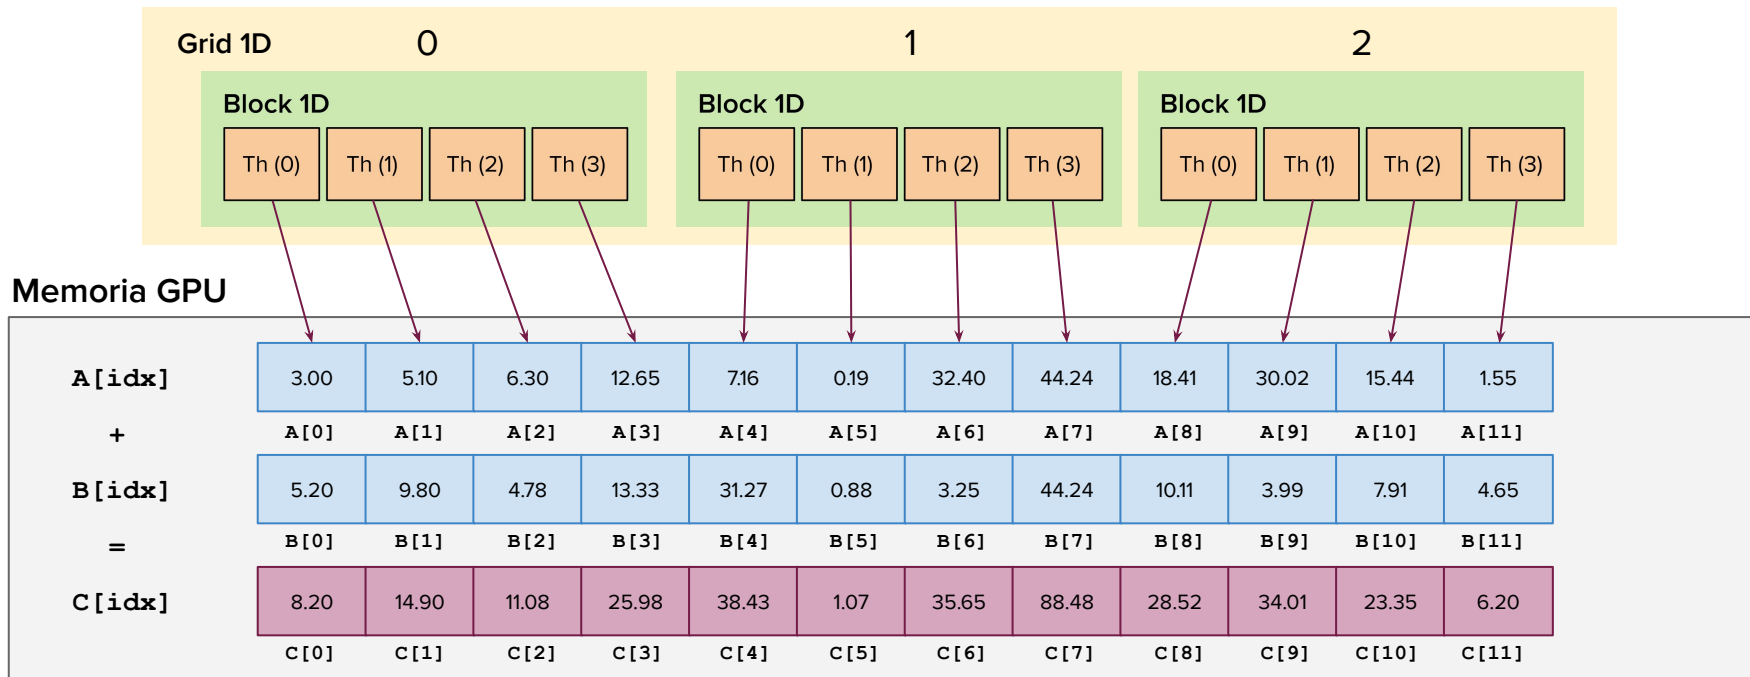 Grid 1D 0 1 2
Block 1D Block 1D Block 1D
Th (0) Th (1) Th (2) Th (3) Th (0) Th (1) Th (2) Th (3) Th (0) Th (1) Th (2) Th (3)
Memoria GPU
A[idx] 3.00 5.10 6.30 12.65 7.16 0.19 32.40 44.24 18.41 30.02 15.44 1.55
+ A[0] A[1] A[2] A[3] A[4] A[5] A[6] A[7] A[8] A[9] A[10] A[11]
B[idx] 5.20 9.80 4.78 13.33 31.27 0.88 3.25 44.24 10.11 3.99 7.91 4.65
= B[0] B[1] B[2] B[3] B[4] B[5] B[6] B[7] B[8] B[9] B[10] B[11]
C[idx] 8.20 14.90 11.08 25.98 38.43 1.07 35.65 88.48 28.52 34.01 23.35 6.20
C[0] C[1] C[2] C[3] C[4] C[5] C[6] C[7] C[8] C[9] C[10] C[11]